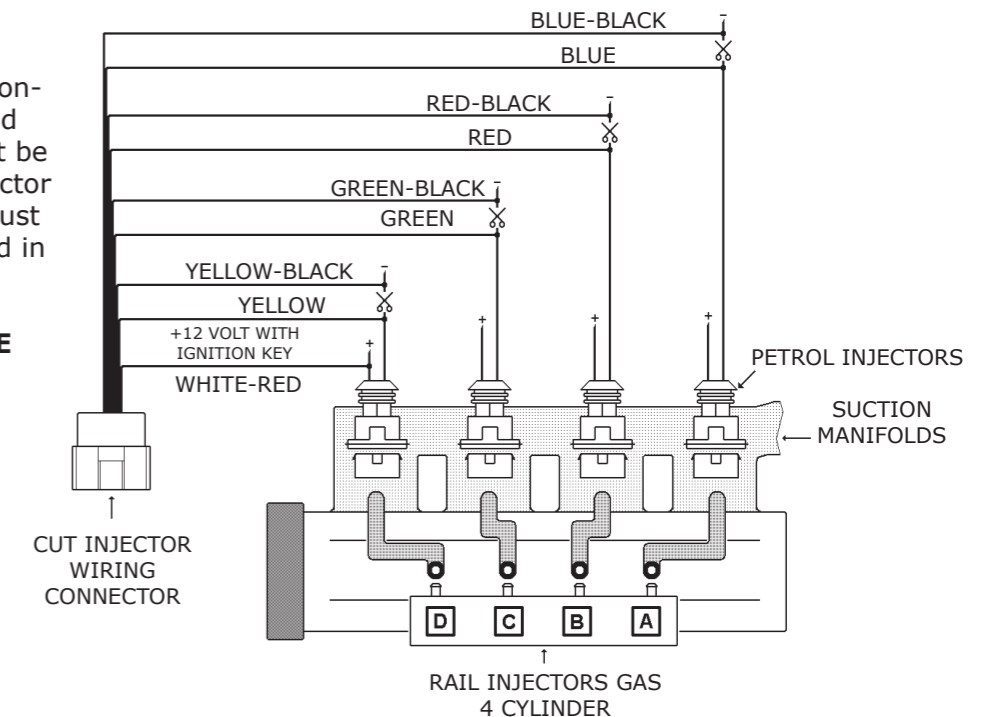 on-
d
t be
ctor
ust
d in
E
BLUE-BLACK
BLUE
RED-BLACK
RED
GREEN-BLACK
GREEN
YELLOW-BLACK
YELLOW
+12 VOLT WITH
IGNITION KEY
WHITE-RED
- 
-
-
-
+
+
+
+
PETROL INJECTORS
SUCTION
MANIFOLDS
CUT INJECTOR
WIRING
CONNECTOR
D C B A
RAIL INJECTORS GAS
4 CYLINDER